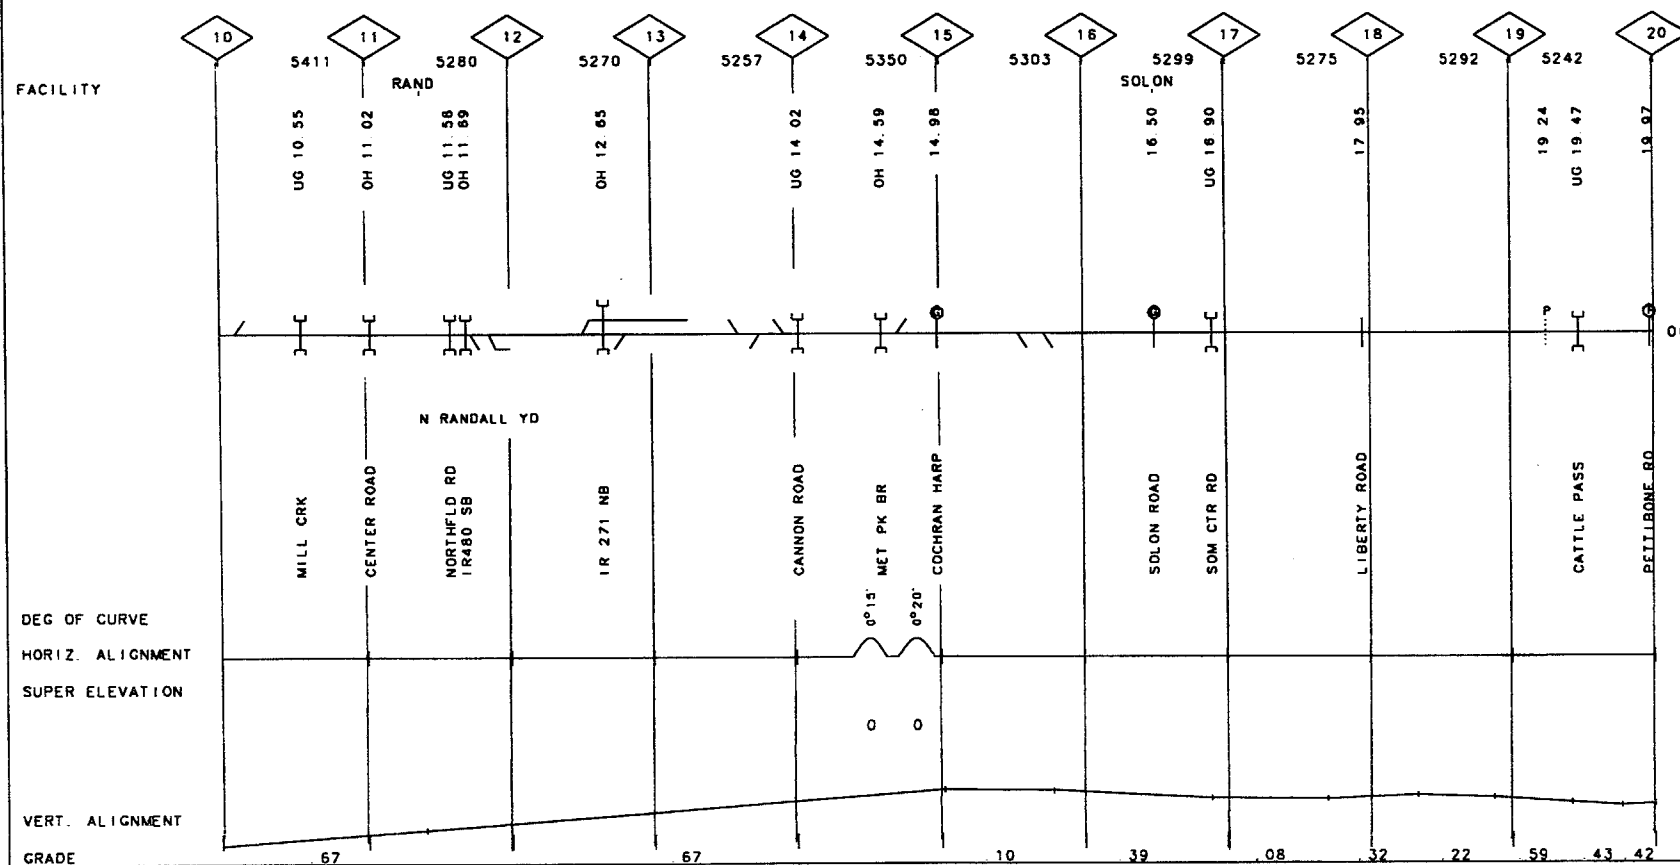 10 11 12 13 14 15 16 17 18 19 20
5411 5280 5270 5257 5350 5303 5299 5275 5292 5242
FACILITY
RAND
SOLON
UG 10.55
OH 11.02
UG 11.58
OH 11.69
OH 12.65
UG 14.02
OH 14.59
14.98
16.50
UG 16.90
17.95
19.24
UG 19.47
19.97
P
N RANDALL YD
MILL CRK
CENTER ROAD
NORTHFLD RD
IR480 SB
IR 271 NB
CANNON ROAD
MET PK BR
COCHRAN HARP
SOLON ROAD
SOM CTR RD
LIBERTY ROAD
CATTLE PASS
PETTIBONE RD
DEG OF CURVE
0°15'
0°20'
HORIZ. ALIGNMENT
SUPER ELEVATION
0 0
VERT. ALIGNMENT
GRADE
.67 .67 .10 .39 .08 .32 .22 .59 .43 .42